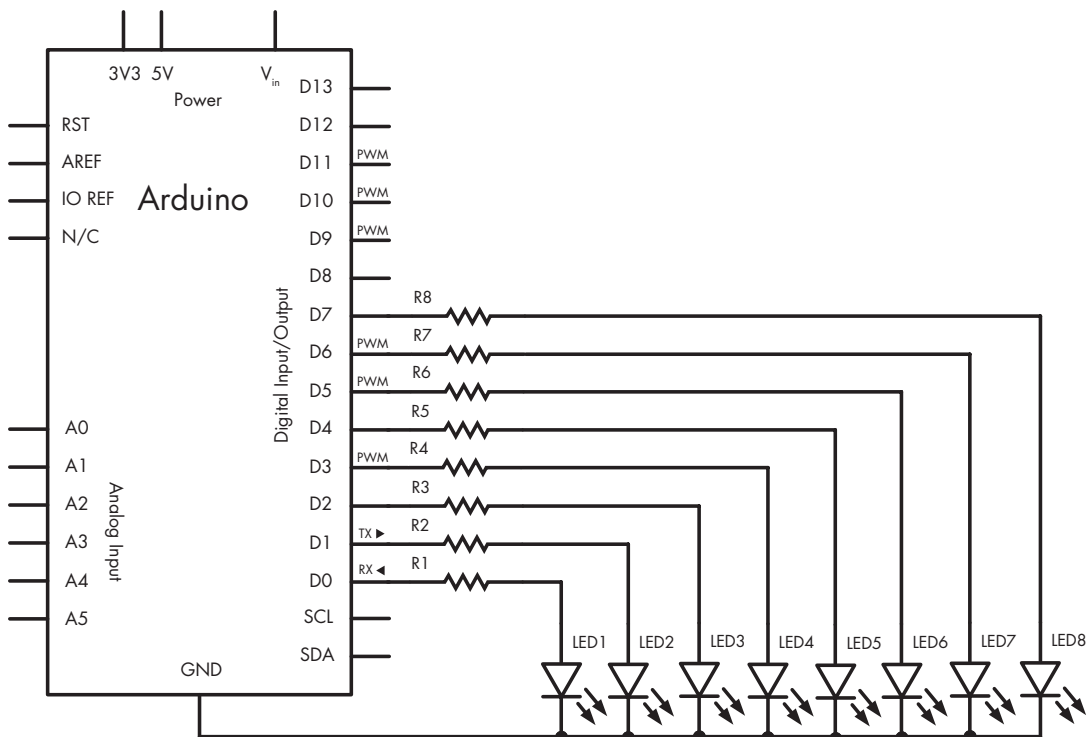 3V3 5V
Vin
Power
RST
AREF
IO REF
N/C
Arduino
A0
A1
A2
A3
A4
A5
Analog Input
GND
Digital Input/Output
D13
D12
D11 PWM
D10 PWM
D9 PWM
D8
D7 R8
D6 PWM R7
D5 PWM R6
D4 R5
D3 PWM R4
D2 R3
D1 TX ► R2
D0 RX ◄ R1
SCL
SDA
LED1 LED2 LED3 LED4 LED5 LED6 LED7 LED8